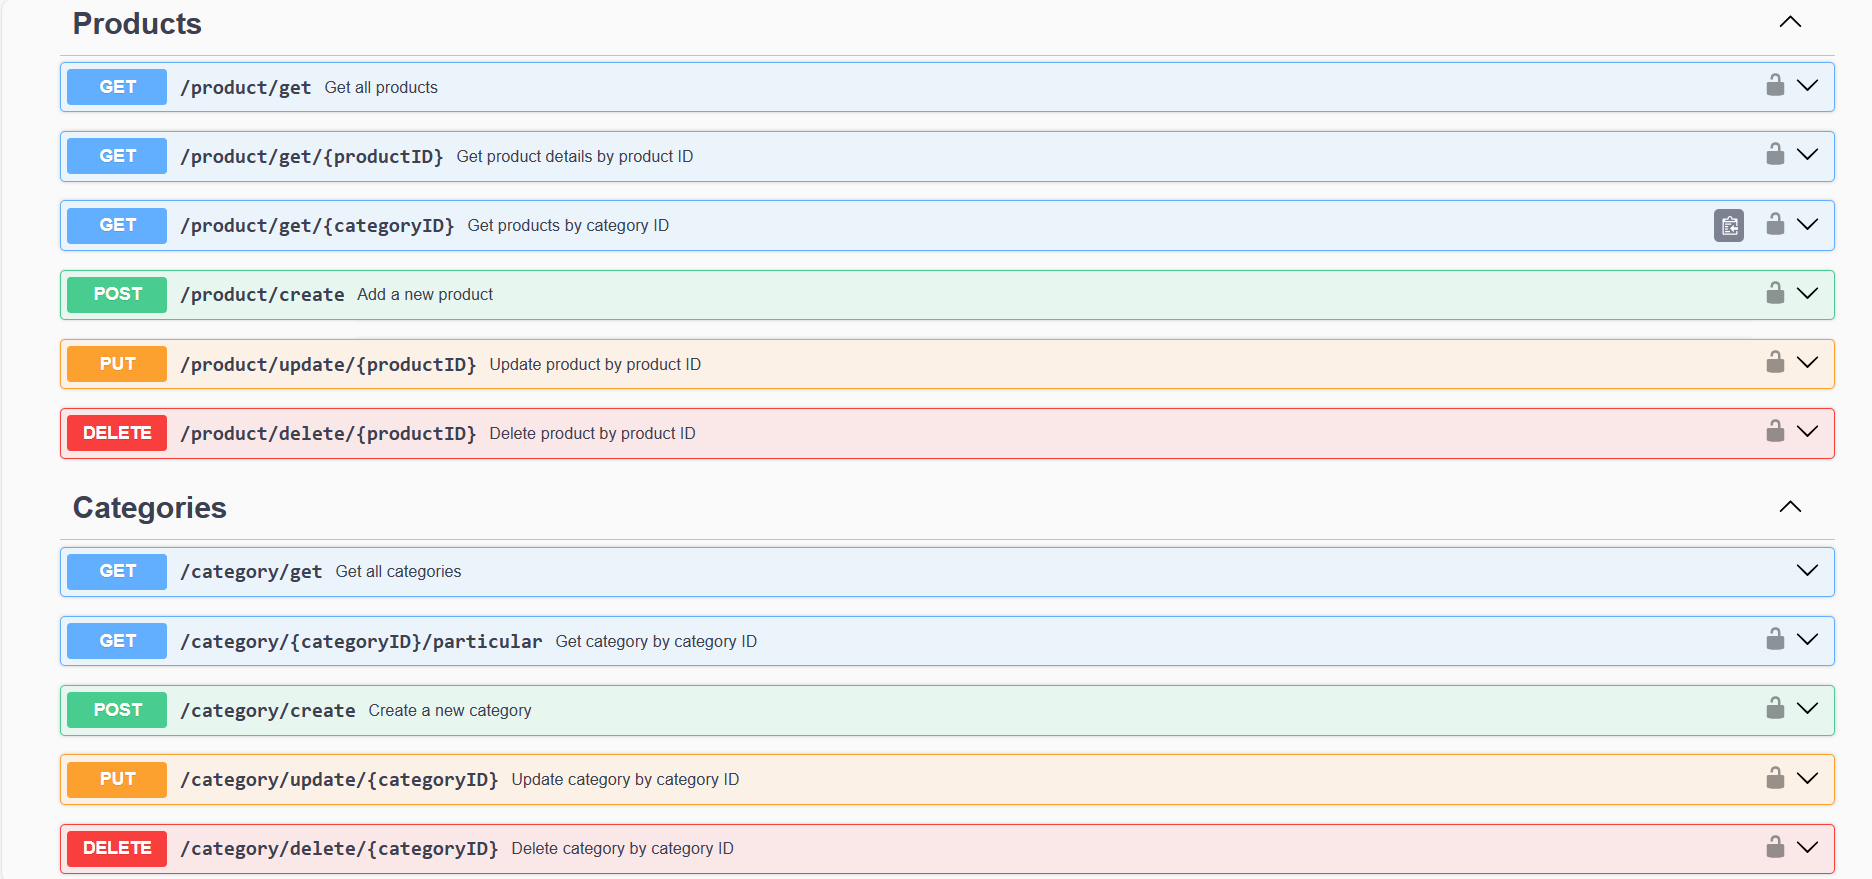 Products
GET /product/get Get all products
GET /product/get/{productID} Get product details by product ID
GET /product/get/{categoryID} Get products by category ID
POST /product/create Add a new product
PUT /product/update/{productID} Update product by product ID
DELETE /product/delete/{productID} Delete product by product ID
Categories
GET /category/get Get all categories
GET /category/{categoryID}/particular Get category by category ID
POST /category/create Create a new category
PUT /category/update/{categoryID} Update category by category ID
DELETE /category/delete/{categoryID} Delete category by category ID